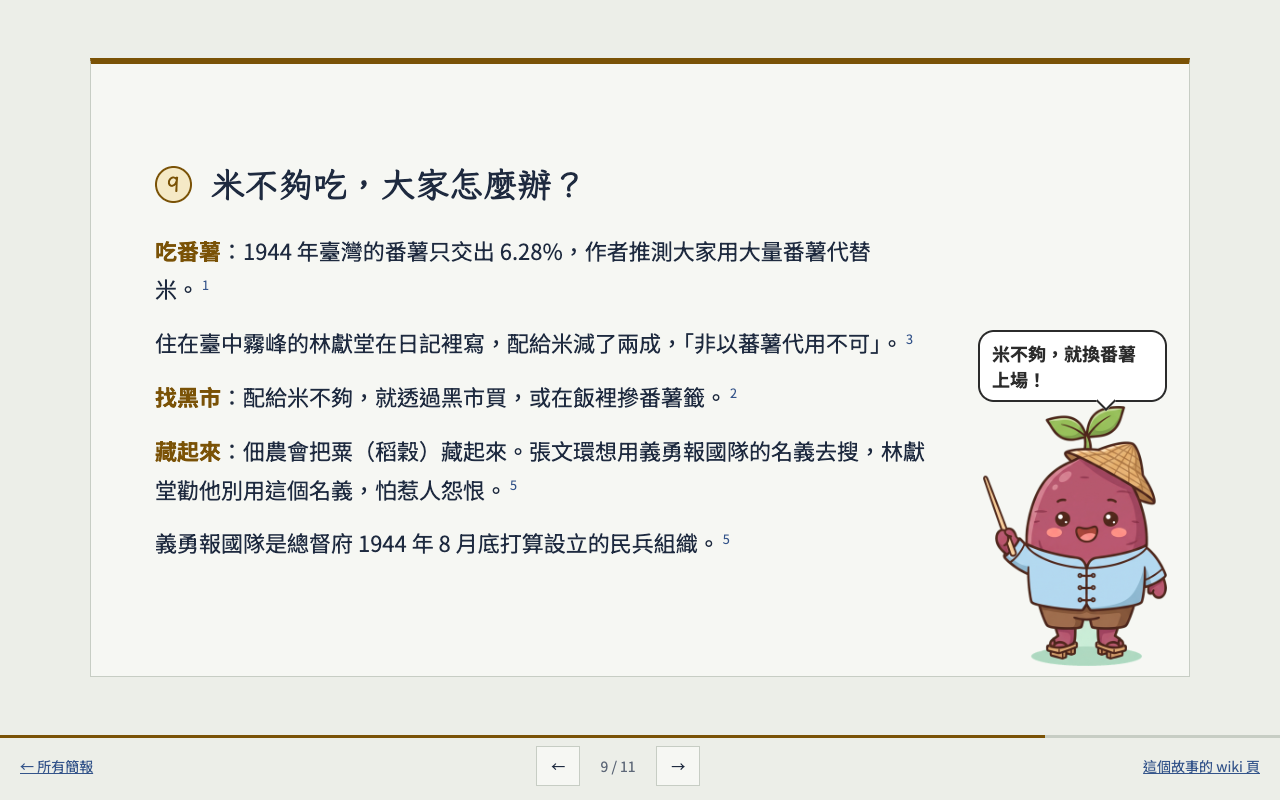 9 米不夠吃，大家怎麼辦？
吃番薯：1944 年臺灣的番薯只交出 6.28%，作者推測大家用大量番薯代替
米。1
住在臺中霧峰的林獻堂在日記裡寫，配給米減了兩成，「非以蕃薯代用不可」。3
找黑市：配給米不夠，就透過黑市買，或在飯裡摻番薯籤。2
藏起來：佃農會把粟（稻穀）藏起來。張文環想用義勇報國隊的名義去搜，林獻
堂勸他別用這個名義，怕惹人怨恨。5
義勇報國隊是總督府 1944 年 8 月底打算設立的民兵組織。5
米不夠，就換番薯
上場！
← 所有簡報
← 9 / 11 →
這個故事的 wiki 頁